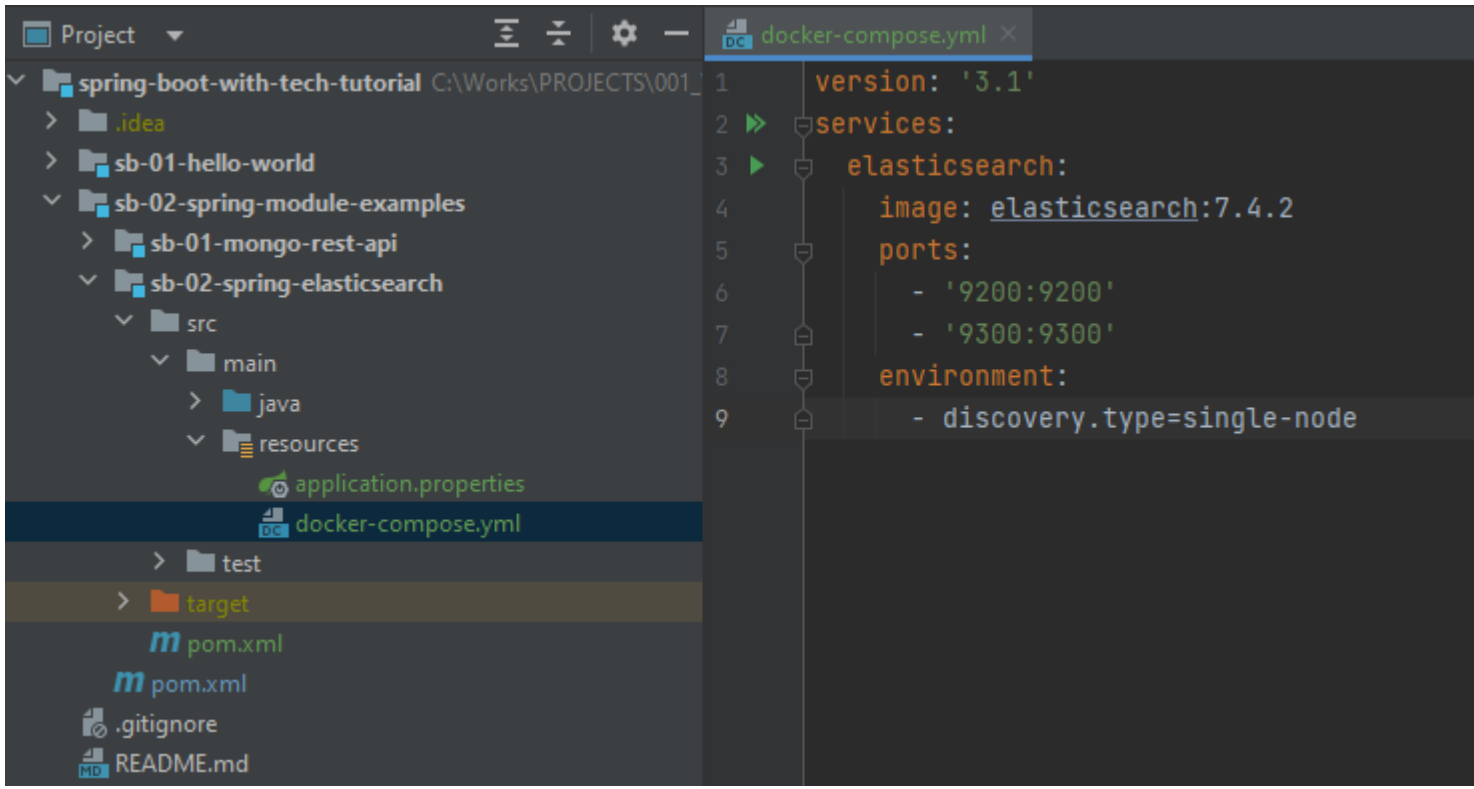 Project
spring-boot-with-tech-tutorial C:\Works\PROJECTS\001_
.idea
sb-01-hello-world
sb-02-spring-module-examples
sb-01-mongo-rest-api
sb-02-spring-elasticsearch
src
main
java
resources
application.properties
DC docker-compose.yml
test
target
m pom.xml
m pom.xml
.gitignore
MD README.md
DC docker-compose.yml
1 version: '3.1'
2 services:
3 elasticsearch:
4 image: elasticsearch:7.4.2
5 ports:
6 - '9200:9200'
7 - '9300:9300'
8 environment:
9 - discovery.type=single-node